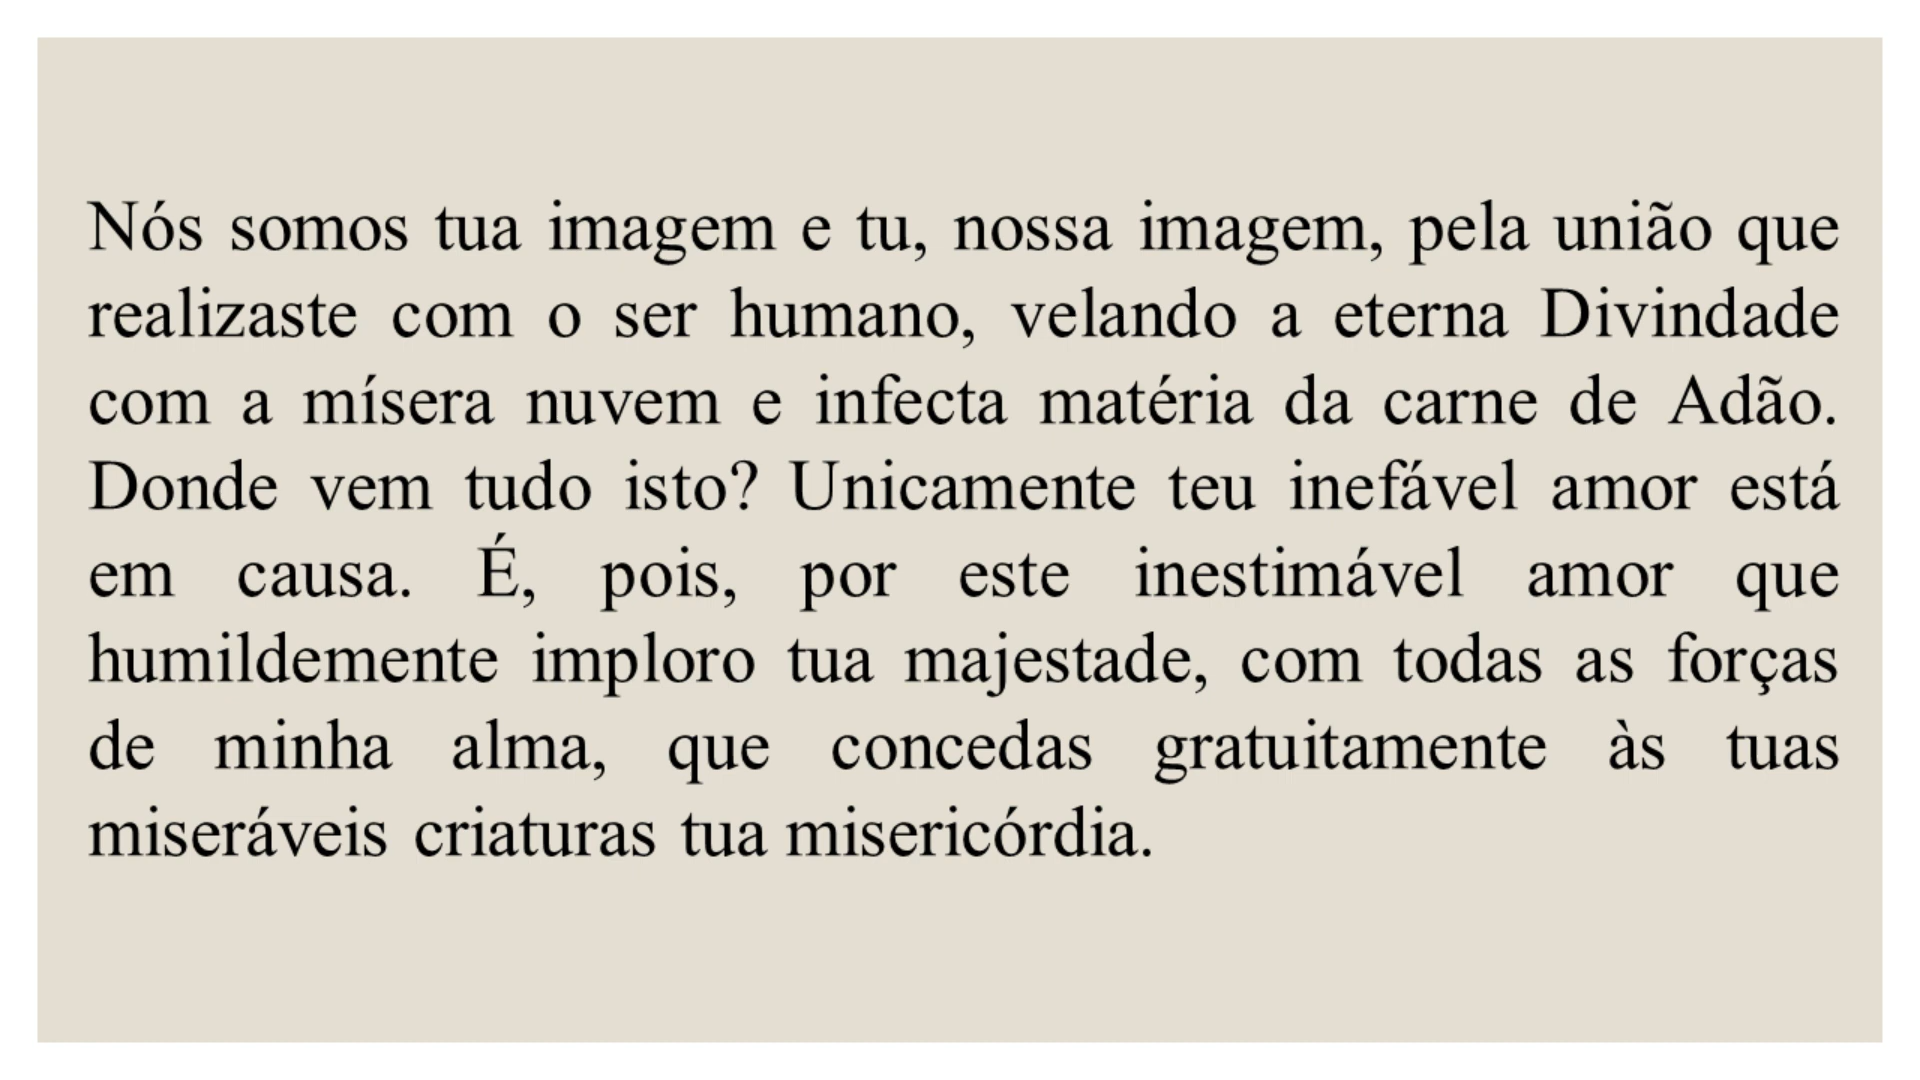 Nós somos tua imagem e tu, nossa imagem, pela união que
realizaste com o ser humano, velando a eterna Divindade
com a mísera nuvem e infecta matéria da carne de Adão.
Donde vem tudo isto? Unicamente teu inefável amor está
em causa. É, pois, por este inestimável amor que
humildemente imploro tua majestade, com todas as forças
de minha alma, que concedas gratuitamente às tuas
miseráveis criaturas tua misericórdia.